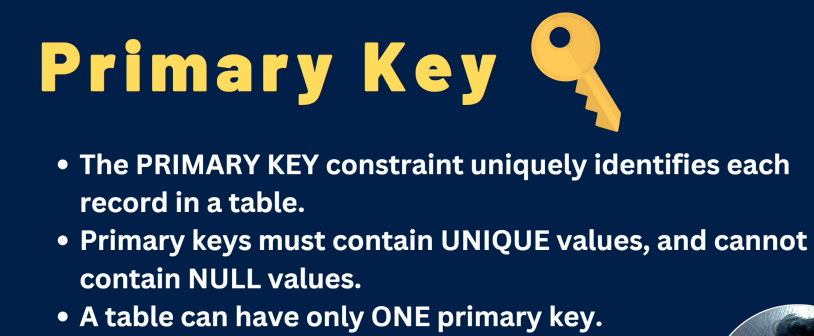 Primary Key
• The PRIMARY KEY constraint uniquely identifies each
record in a table.
• Primary keys must contain UNIQUE values, and cannot
contain NULL values.
• A table can have only ONE primary key.